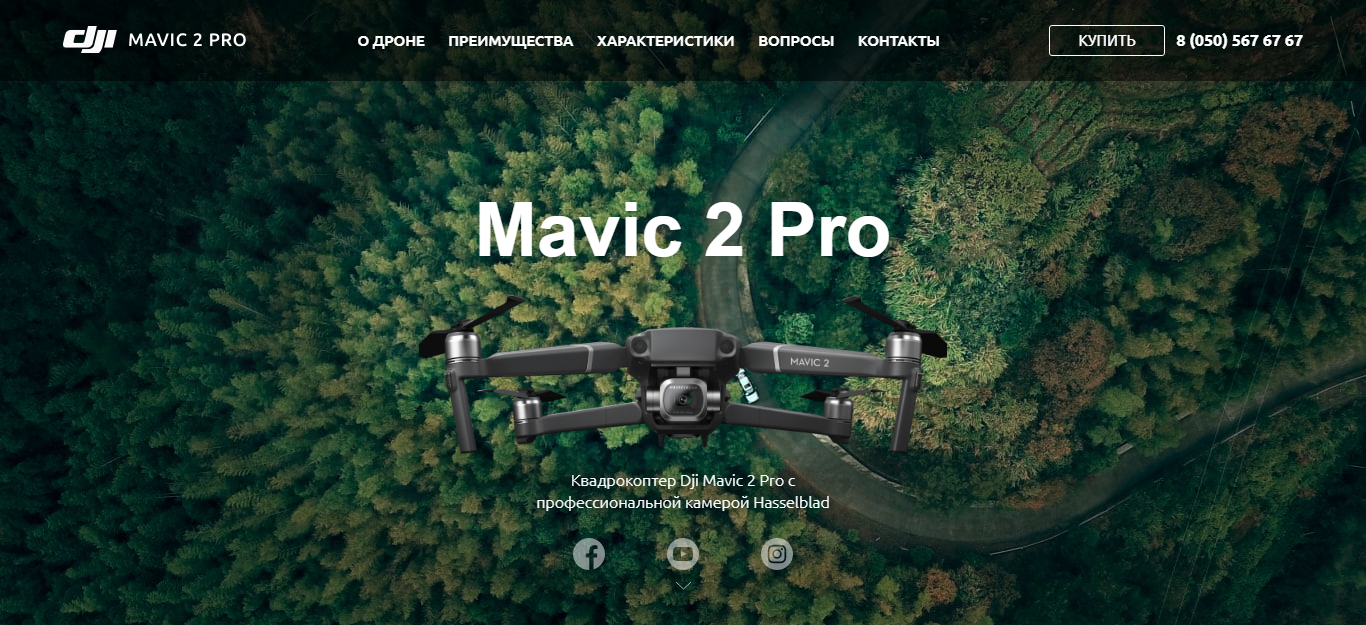 dji MAVIC 2 PRO
О ДРОНЕ ПРЕИМУЩЕСТВА ХАРАКТЕРИСТИКИ ВОПРОСЫ КОНТАКТЫ
КУПИТЬ 8 (050) 567 67 67
Mavic 2 Pro
MAVIC 2
HASSELBLAD
Квадрокоптер Dji Mavic 2 Pro с
профессиональной камерой Hasselblad